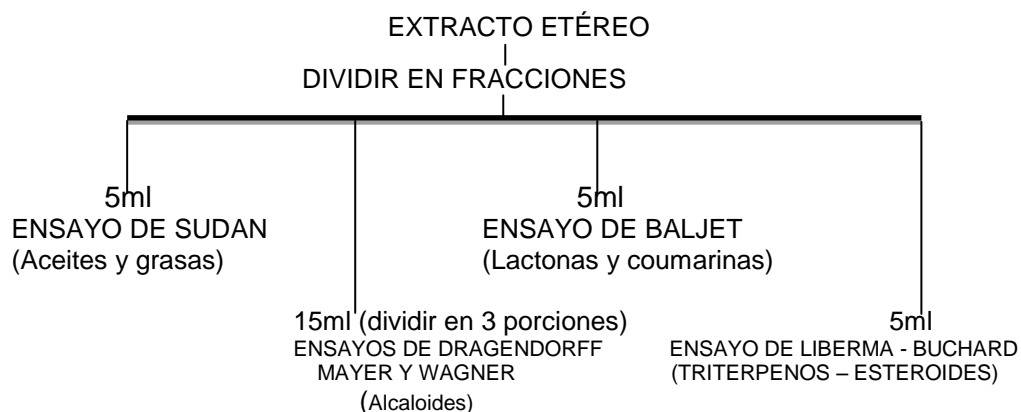 EXTRACTO ETÉREO
DIVIDIR EN FRACCIONES
5ml
ENSAYO DE SUDAN
(Aceites y grasas)
5ml
ENSAYO DE BALJET
(Lactonas y coumarinas)
15ml (dividir en 3 porciones)
ENSAYOS DE DRAGENDORFF
MAYER Y WAGNER
(Alcaloides)
5ml
ENSAYO DE LIBERMA - BUCHARD
(TRITERPENOS – ESTEROIDES)